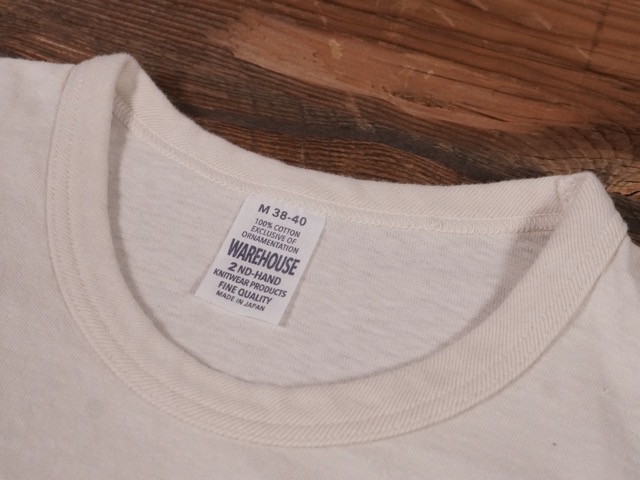 M 38-40
100% COTTON
EXCLUSIVE OF
ORNAMENTATION
WAREHOUSE
2 ND-HAND
KNITWEAR PRODUCTS
FINE QUALITY
MADE IN JAPAN